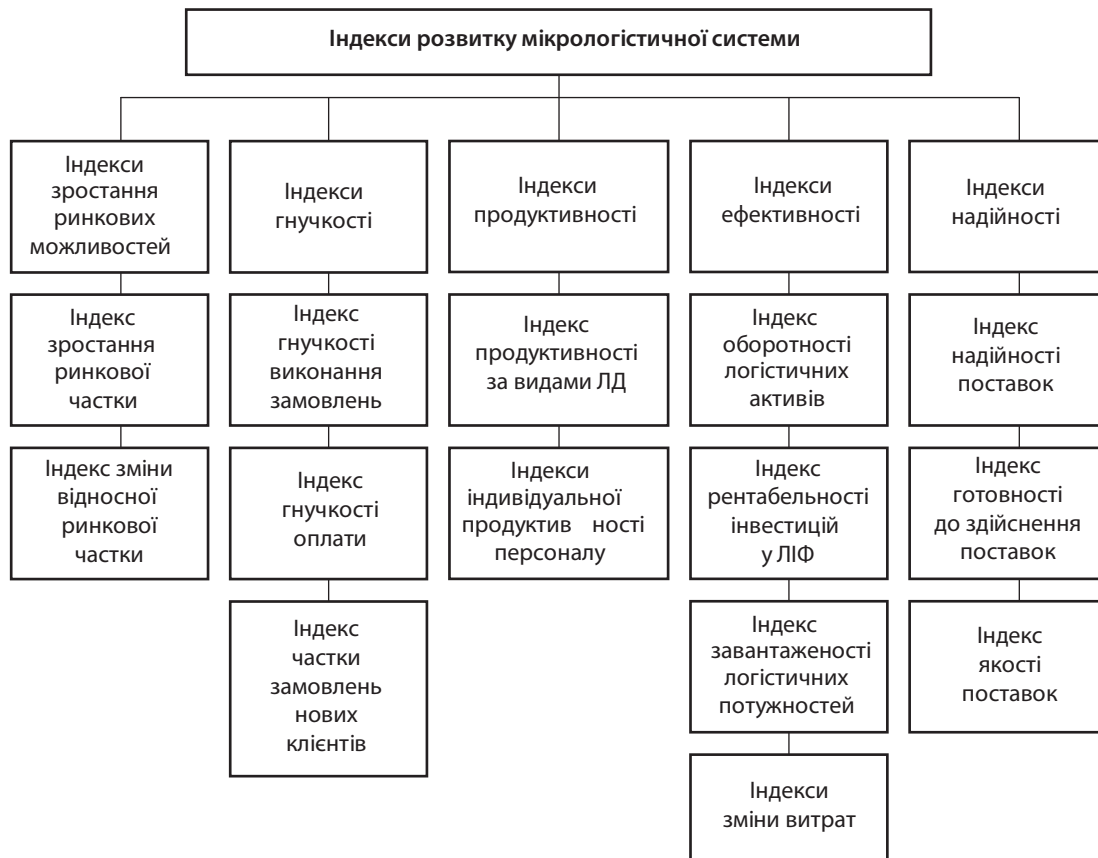 Індекси розвитку мікрологістичної системи
Індекси
зростання
ринкових
можливостей
Індекси
гнучкості
Індекси
продуктивності
Індекси
ефективності
Індекси
надійності
Індекс
зростання
ринкової
частки
Індекс
гнучкості
виконання
замовлень
Індекс
продуктивності
за видами ЛД
Індекс
оборотності
логістичних
активів
Індекс
надійності
поставок
Індекс зміни
відносної
ринкової
частки
Індекс
гнучкості
оплати
Індекси
індивідуальної
продуктив ності
персоналу
Індекс
рентабельності
інвестицій
у ЛІФ
Індекс
готовності
до здійснення
поставок
Індекс
частки
замовлень
нових
клієнтів
Індекс
завантаженості
логістичних
потужностей
Індекс
якості
поставок
Індекси
зміни витрат